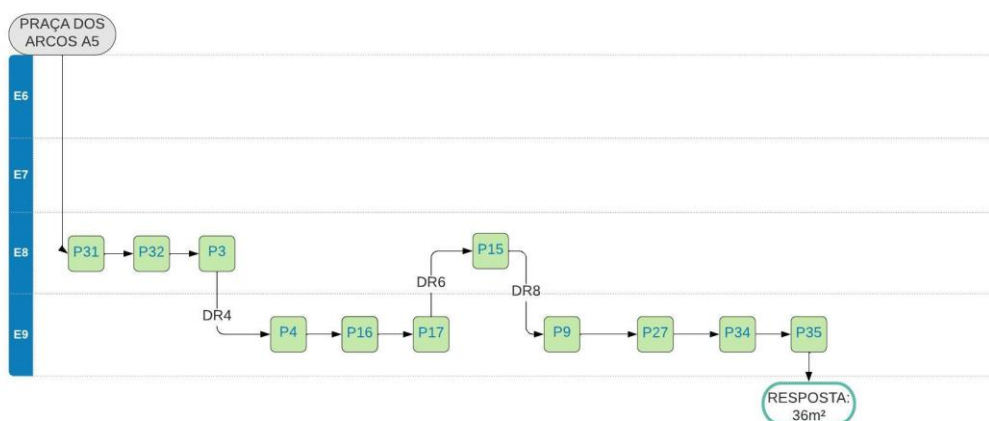 PRAÇA DOS
ARCOS A5
E6
E7
E8
P31
P32
P3
P15
DR6
DR8
DR4
E9
P4
P16
P17
P9
P27
P34
P35
RESPOSTA:
36m²